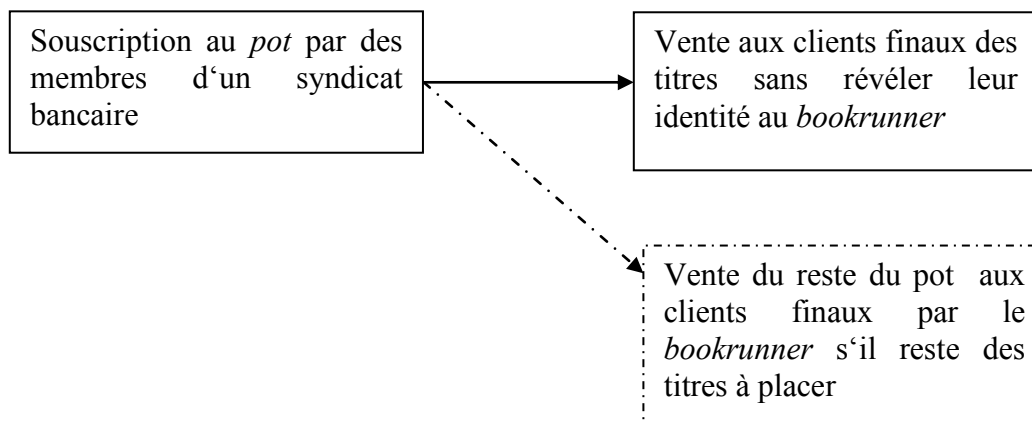 Souscription au pot par des
membres d‘un syndicat
bancaire
Vente aux clients finaux des
titres sans révéler leur
identité au bookrunner
Vente du reste du pot aux
clients finaux par le
bookrunner s‘il reste des
titres à placer